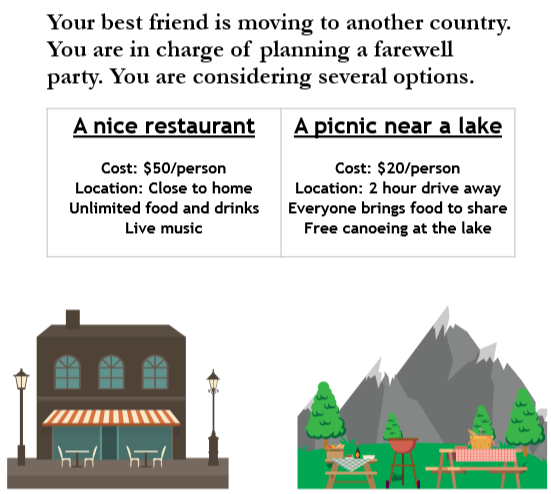 Your best friend is moving to another country.
You are in charge of planning a farewell
party. You are considering several options.
A nice restaurant
Cost: $50/person
Location: Close to home
Unlimited food and drinks
Live music
A picnic near a lake
Cost: $20/person
Location: 2 hour drive away
Everyone brings food to share
Free canoeing at the lake